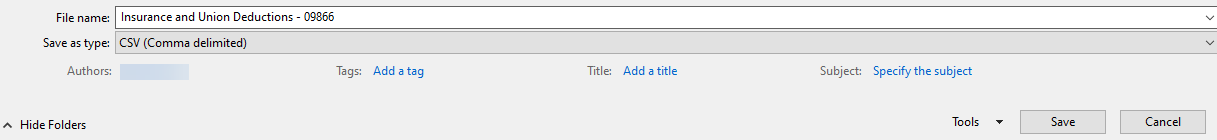 File name: Insurance and Union Deductions - 09866
Save as type: CSV (Comma delimited)
Authors: Tags: Add a tag Title: Add a title Subject: Specify the subject
Hide Folders Tools Save Cancel